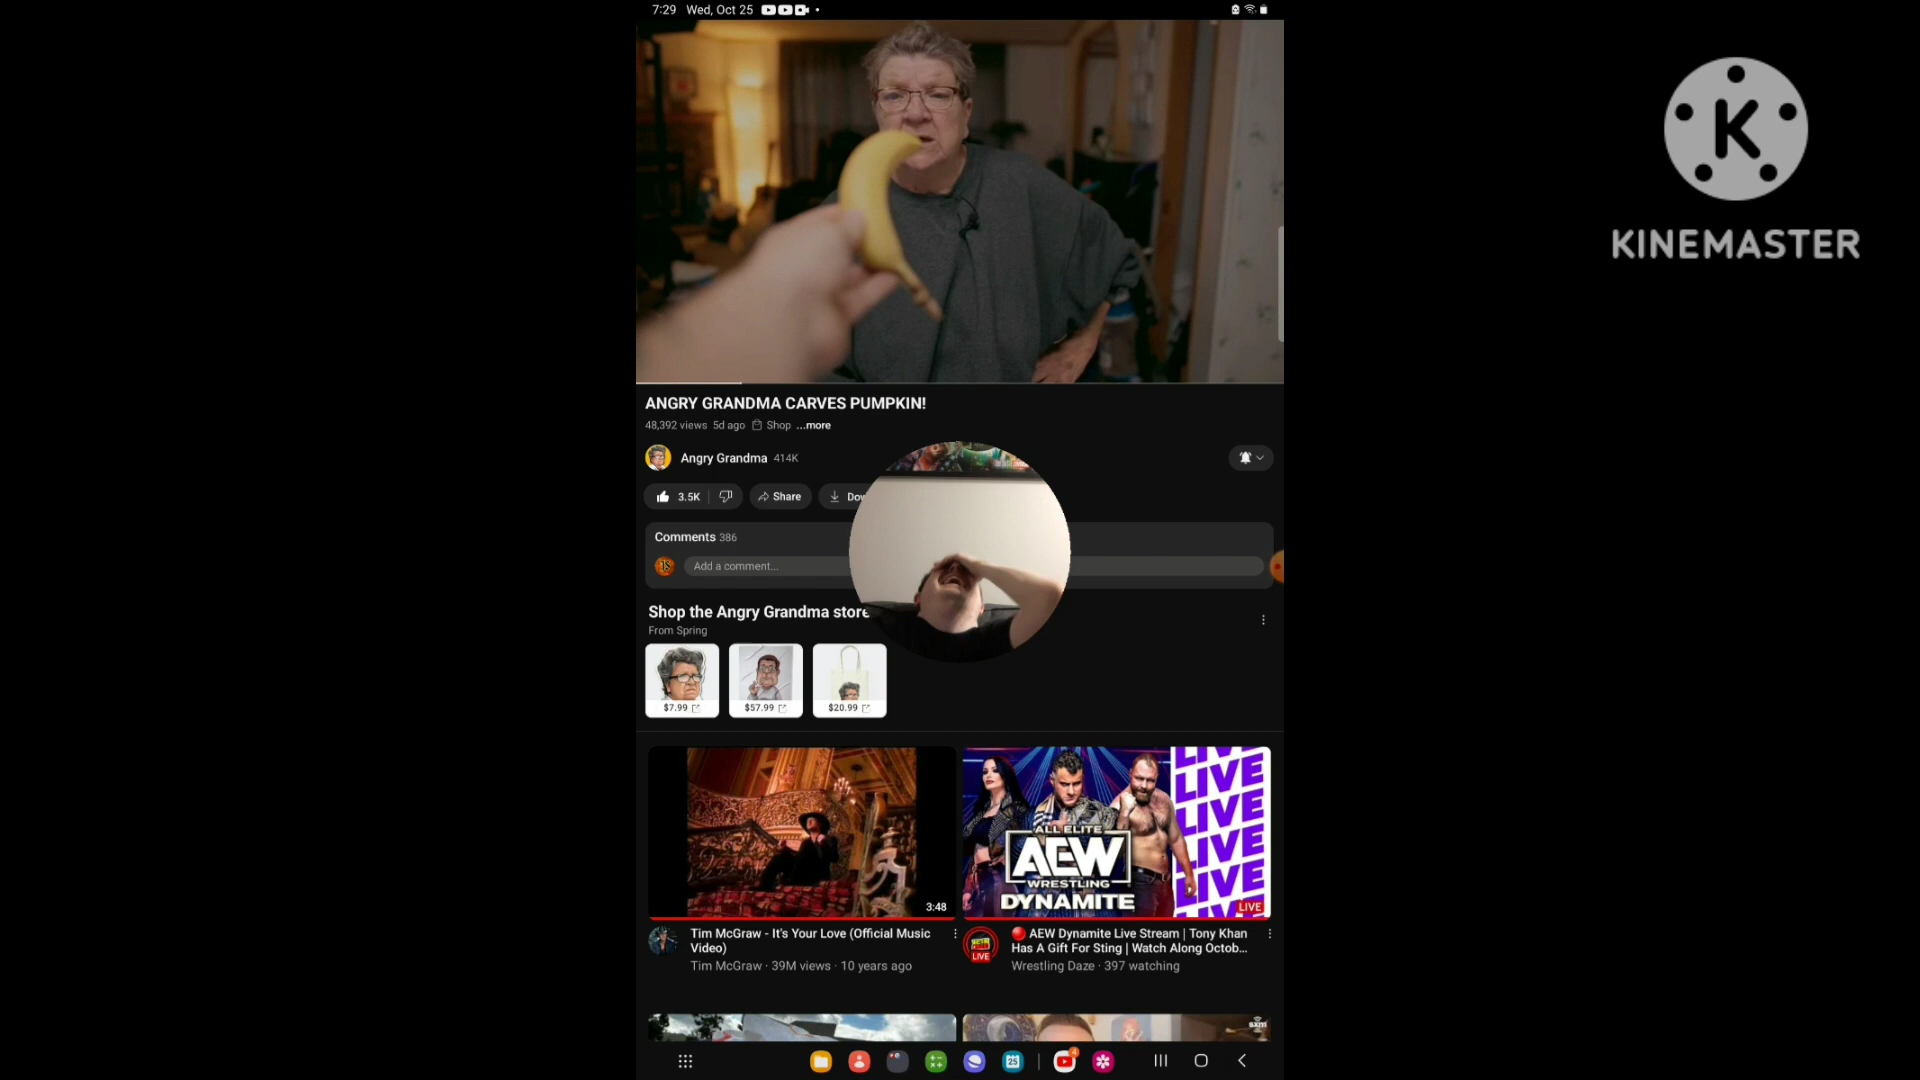 7:29 Wed, Oct 25
K
KINEMASTER
ANGRY GRANDMA CARVES PUMPKIN!
48,392 views 5d ago Shop ...more
Angry Grandma 414K
3.5K Share
Comments 386
Add a comment...
Shop the Angry Grandma store
From Spring
$7.99 $57.99 $20.99
LIVE
LIVE
LIVE
LIVE
LIVE
ALL ELITE
AEW
WRESTLING
DYNAMITE
3:48
LIVE
Tim McGraw - It's Your Love (Official Music
Video)
Tim McGraw · 39M views · 10 years ago
LIVE
AEW Dynamite Live Stream | Tony Khan
Has A Gift For Sting | Watch Along Octob...
Wrestling Daze · 397 watching
25
4